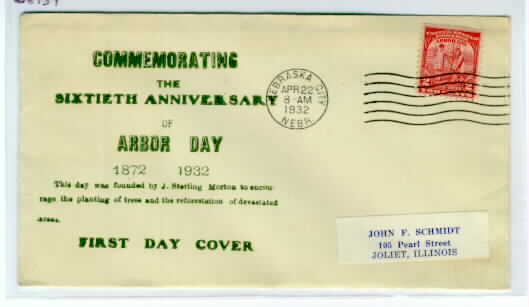 COMMEMORATING
THE
SIXTIETH ANNIVERSARY
OF
ARBOR DAY
1872 1932
This day was founded by J. Sterling Morton to encou-
rage the planting of trees and the reforestation of devastated
areas.
FIRST DAY COVER
NEBRASKA CITY
APR 22
8-AM
1932
NEBR.
JOHN F. SCHMIDT
105 Pearl Street
JOLIET, ILLINOIS